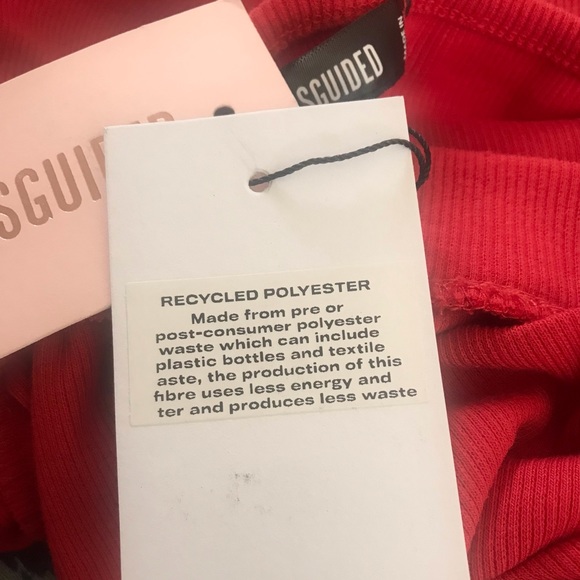 SGUIDED
SGUIDED
RECYCLED POLYESTER
Made from pre or
post-consumer polyester
waste which can include
plastic bottles and textile
aste, the production of this
fibre uses less energy and
ter and produces less waste